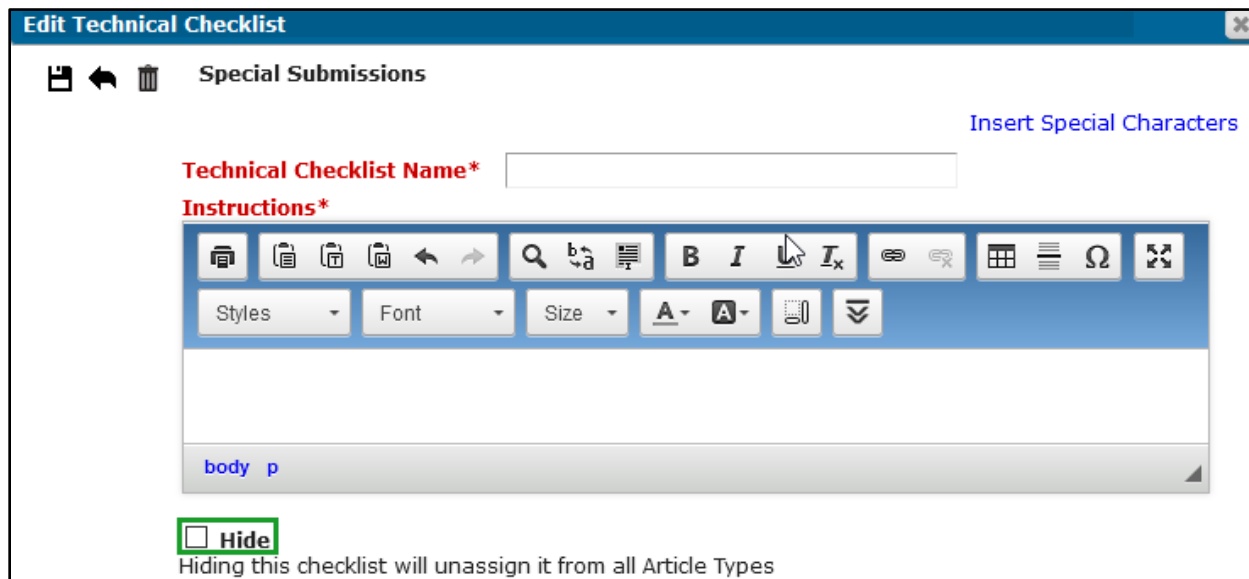 Edit Technical Checklist
Special Submissions
Insert Special Characters
Technical Checklist Name*
Instructions*
B I U Ix Ω
Styles Font Size A A
body p
Hide
Hiding this checklist will unassign it from all Article Types